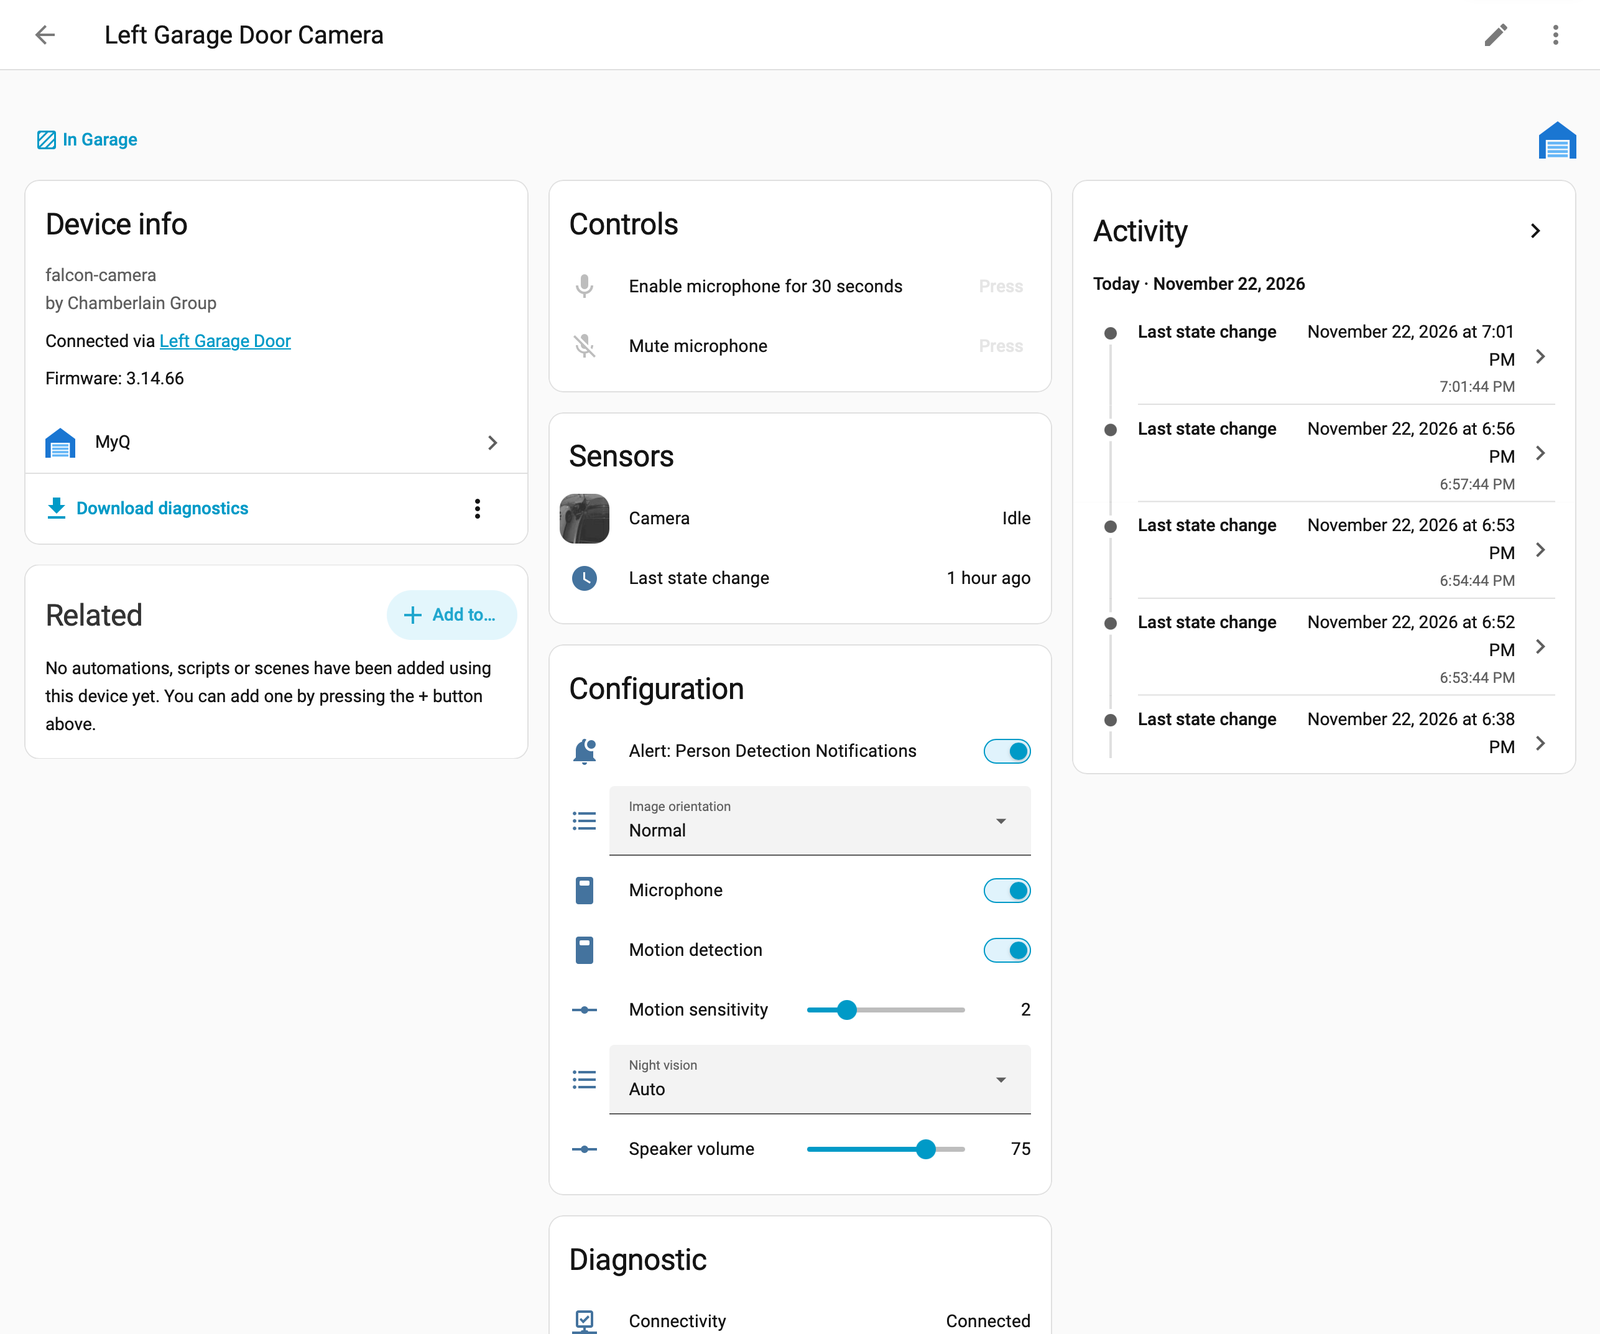 Left Garage Door Camera
In Garage
Device info
falcon-camera
by Chamberlain Group
Connected via Left Garage Door
Firmware: 3.14.66
MyQ
Download diagnostics
Related
Add to...
No automations, scripts or scenes have been added using
this device yet. You can add one by pressing the + button
above.
Controls
Enable microphone for 30 seconds Press
Mute microphone Press
Sensors
Camera Idle
Last state change 1 hour ago
Configuration
Alert: Person Detection Notifications
Image orientation
Normal
Microphone
Motion detection
Motion sensitivity 2
Night vision
Auto
Speaker volume 75
Diagnostic
Connectivity Connected
Activity
Today · November 22, 2026
Last state change November 22, 2026 at 7:01
PM
7:01:44 PM
Last state change November 22, 2026 at 6:56
PM
6:57:44 PM
Last state change November 22, 2026 at 6:53
PM
6:54:44 PM
Last state change November 22, 2026 at 6:52
PM
6:53:44 PM
Last state change November 22, 2026 at 6:38
PM